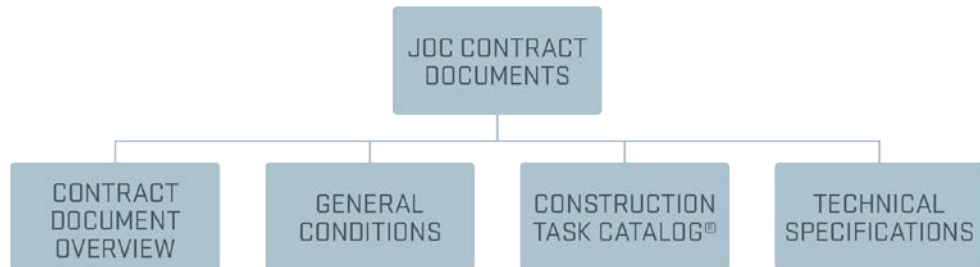 JOC CONTRACT
DOCUMENTS
CONTRACT
DOCUMENT
OVERVIEW
GENERAL
CONDITIONS
CONSTRUCTION
TASK CATALOG®
TECHNICAL
SPECIFICATIONS